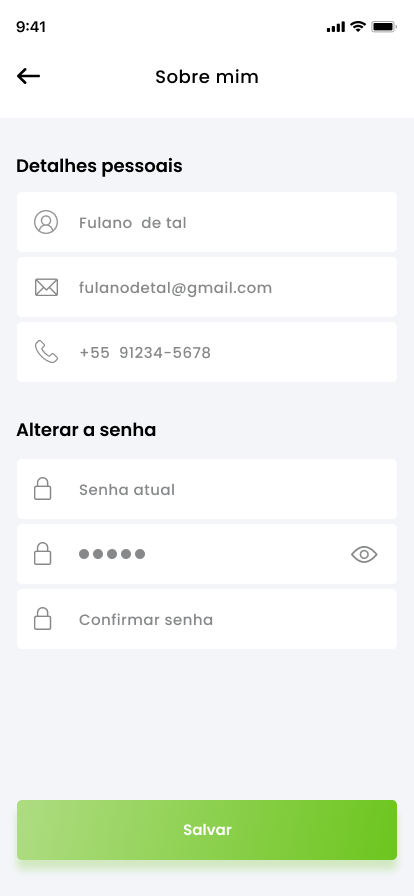 9:41
Sobre mim
Detalhes pessoais
Fulano  de tal
fulanodetal@gmail.com
+55  91234-5678
Alterar a senha
Senha atual
●●●●●
Confirmar senha
Salvar